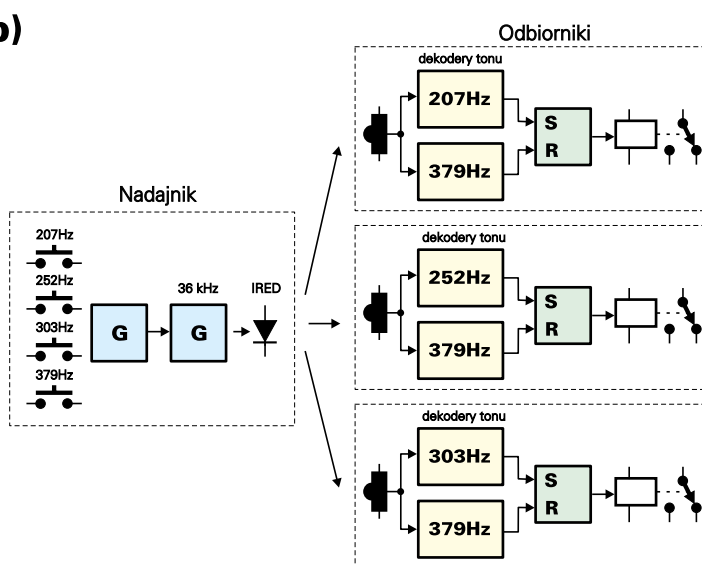 b)
Odbiorniki
dekodery tonu
207Hz
S
R
379Hz
Nadajnik
207Hz
252Hz
303Hz
379Hz
G
36 kHz
G
IRED
dekodery tonu
252Hz
S
R
379Hz
dekodery tonu
303Hz
S
R
379Hz